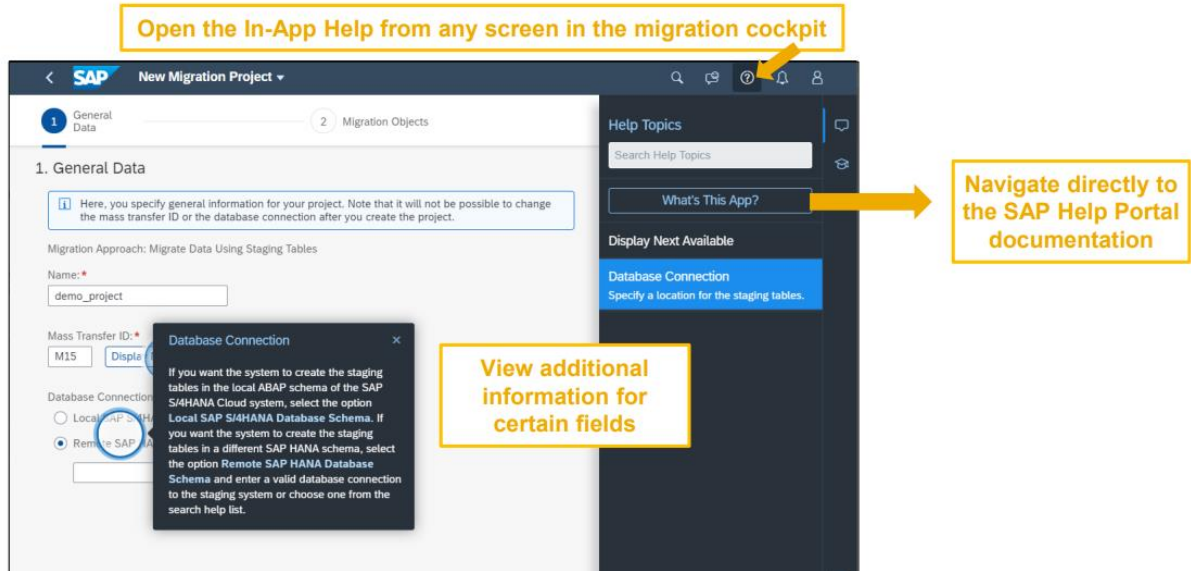 Open the In-App Help from any screen in the migration cockpit
SAP New Migration Project
1 General
Data
2 Migration Objects
1. General Data
Here, you specify general information for your project. Note that it will not be possible to change
the mass transfer ID or the database connection after you create the project.
Migration Approach: Migrate Data Using Staging Tables
Name:*
demo_project
Mass Transfer ID:*
M15
Database Connection
Local SAP
Remote SAP
Database Connection ×
If you want the system to create the staging
tables in the local ABAP schema of the SAP
S/4HANA Cloud system, select the option
Local SAP S/4HANA Database Schema. If
you want the system to create the staging
tables in a different SAP HANA schema, select
the option Remote SAP HANA Database
Schema and enter a valid database connection
to the staging system or choose one from the
search help list.
View additional
information for
certain fields
Help Topics
Search Help Topics
What's This App?
Display Next Available
Database Connection
Specify a location for the staging tables.
Navigate directly to
the SAP Help Portal
documentation